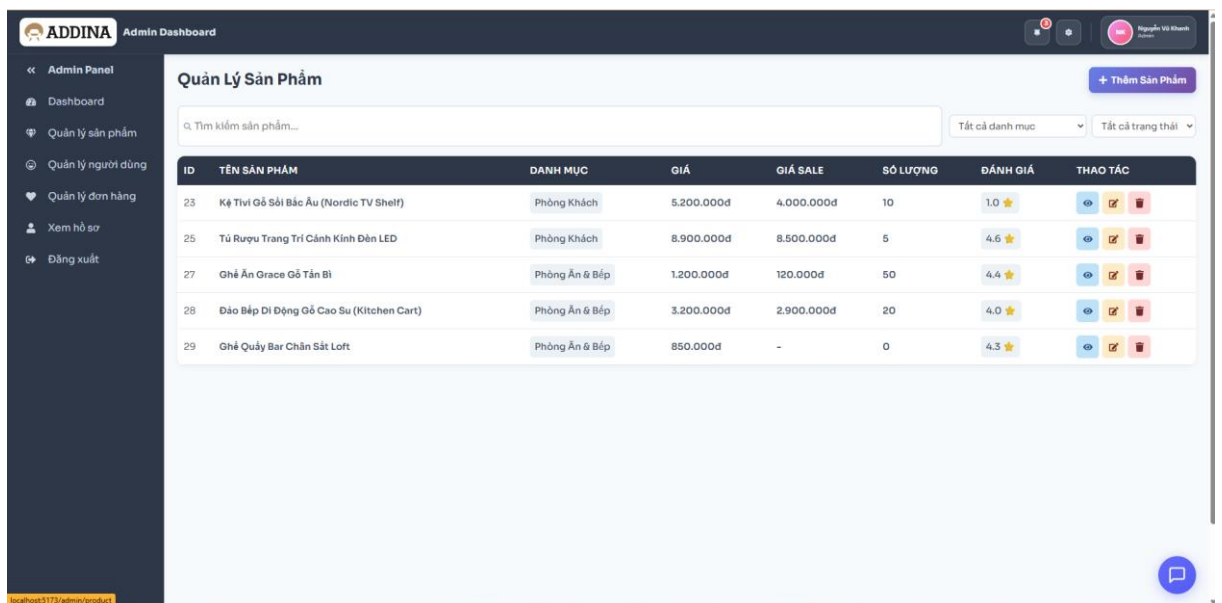 ADDINA Admin Dashboard
3
Nguyễn Vũ Khanh
Admin
Admin Panel
Dashboard
Quản lý sản phẩm
Quản lý người dùng
Quản lý đơn hàng
Xem hồ sơ
Đăng xuất
Quản Lý Sản Phẩm
+ Thêm Sản Phẩm
Tìm kiếm sản phẩm...
Tất cả danh mục
Tất cả trạng thái
ID TÊN SẢN PHẨM DANH MỤC GIÁ GIÁ SALE SỐ LƯỢNG ĐÁNH GIÁ THAO TÁC
23 Kệ Tivi Gỗ Sồi Bắc Âu (Nordic TV Shelf) Phòng Khách 5.200.000đ 4.000.000đ 10 1.0
25 Tủ Rượu Trang Trí Cánh Kính Đèn LED Phòng Khách 8.900.000đ 8.500.000đ 5 4.6
27 Ghế Ăn Grace Gỗ Tần Bì Phòng Ăn & Bếp 1.200.000đ 120.000đ 50 4.4
28 Đảo Bếp Di Động Gỗ Cao Su (Kitchen Cart) Phòng Ăn & Bếp 3.200.000đ 2.900.000đ 20 4.0
29 Ghế Quầy Bar Chân Sắt Loft Phòng Ăn & Bếp 850.000đ - 0 4.3
localhost:5173/admin/product